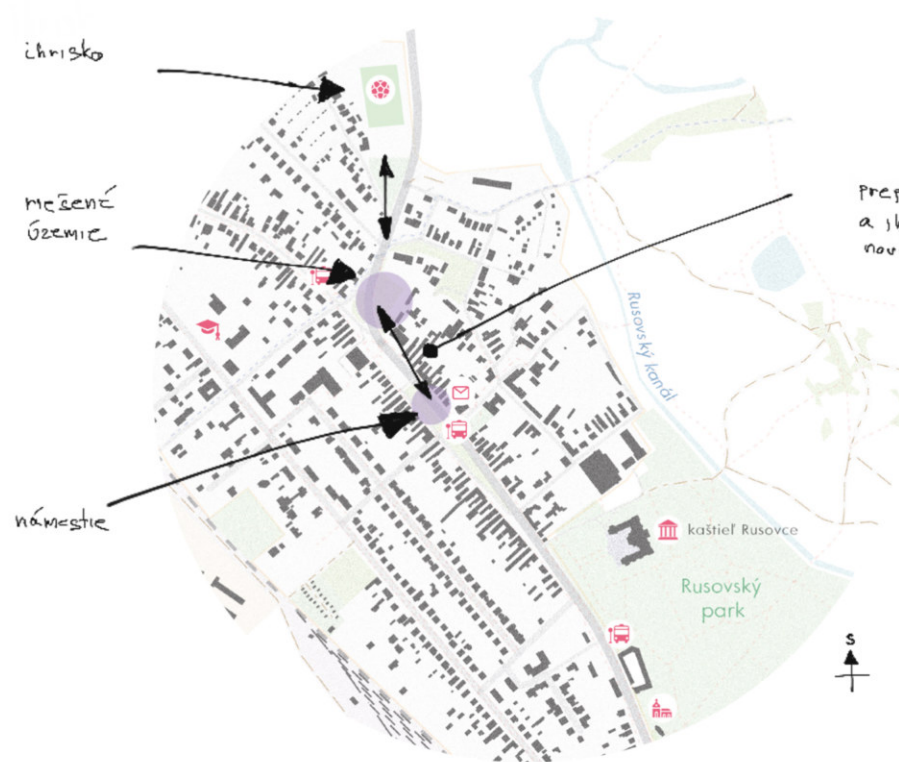 ihrisko
riešené
územie
a
námestie
Rusovský kanál
kaštieľ Rusovce
Rusovský
park
S